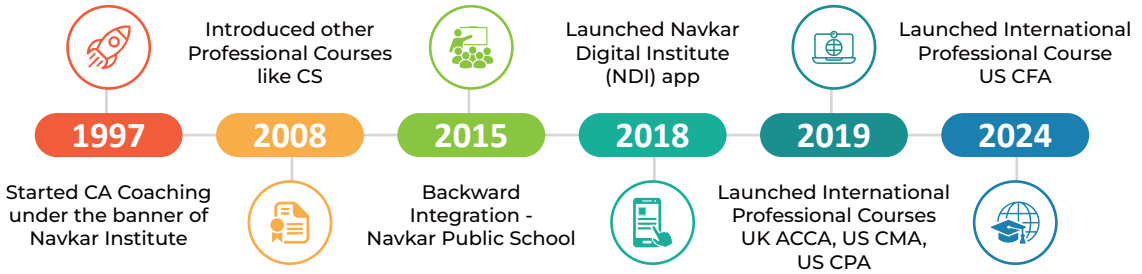 Introduced other
Professional Courses
like CS
Launched Navkar
Digital Institute
(NDI) app
Launched International
Professional Course
US CFA
1997
2008
2015
2018
2019
2024
Started CA Coaching
under the banner of
Navkar Institute
Backward
Integration -
Navkar Public School
Launched International
Professional Courses
UK ACCA, US CMA,
US CPA